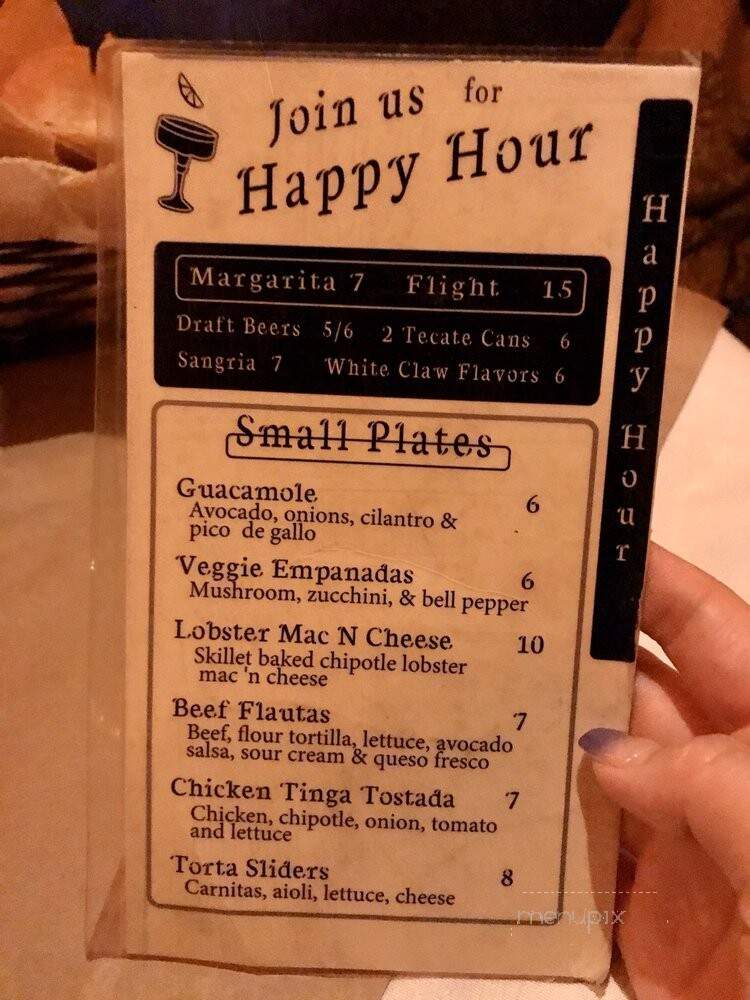 Join us for
Happy Hour
Margarita 7 Flight 15
Draft Beers 5/6 2 Tecate Cans 6
Sangria 7 White Claw Flavors 6
Small Plates
Guacamole 6
Avocado, onions, cilantro &
pico de gallo
Veggie Empanadas 6
Mushroom, zucchini, & bell pepper
Lobster Mac N Cheese 10
Skillet baked chipotle lobster
mac 'n cheese
Beef Flautas 7
Beef, flour tortilla, lettuce, avocado
salsa, sour cream & queso fresco
Chicken Tinga Tostada 7
Chicken, chipotle, onion, tomato
and lettuce
Torta Sliders 8
Carnitas, aioli, lettuce, cheese
Happy Hour
menupix